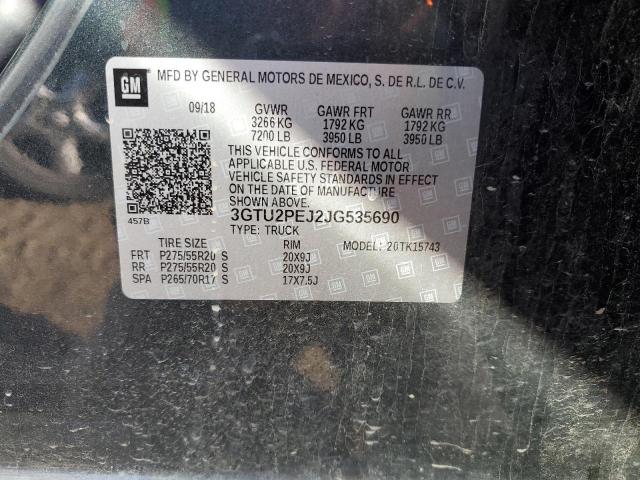 GM MFD BY GENERAL MOTORS DE MEXICO, S. DE R.L. DE C.V.
09/18 GVWR GAWR FRT GAWR RR
3266 KG 1792 KG 1792 KG
7200 LB 3950 LB 3950 LB
THIS VEHICLE CONFORMS TO ALL
APPLICABLE U.S. FEDERAL MOTOR
VEHICLE SAFETY STANDARDS IN EFFECT
ON THE DATE OF MANUFACTURE
SHOWN ABOVE.
457B 3GTU2PEJ2JG535690
TYPE: TRUCK
TIRE SIZE RIM MODEL: 20TK15743
FRT P275/55R20 S 20X9J
RR P275/55R20 S 20X9J
SPA P265/70R17 S 17X7.5J